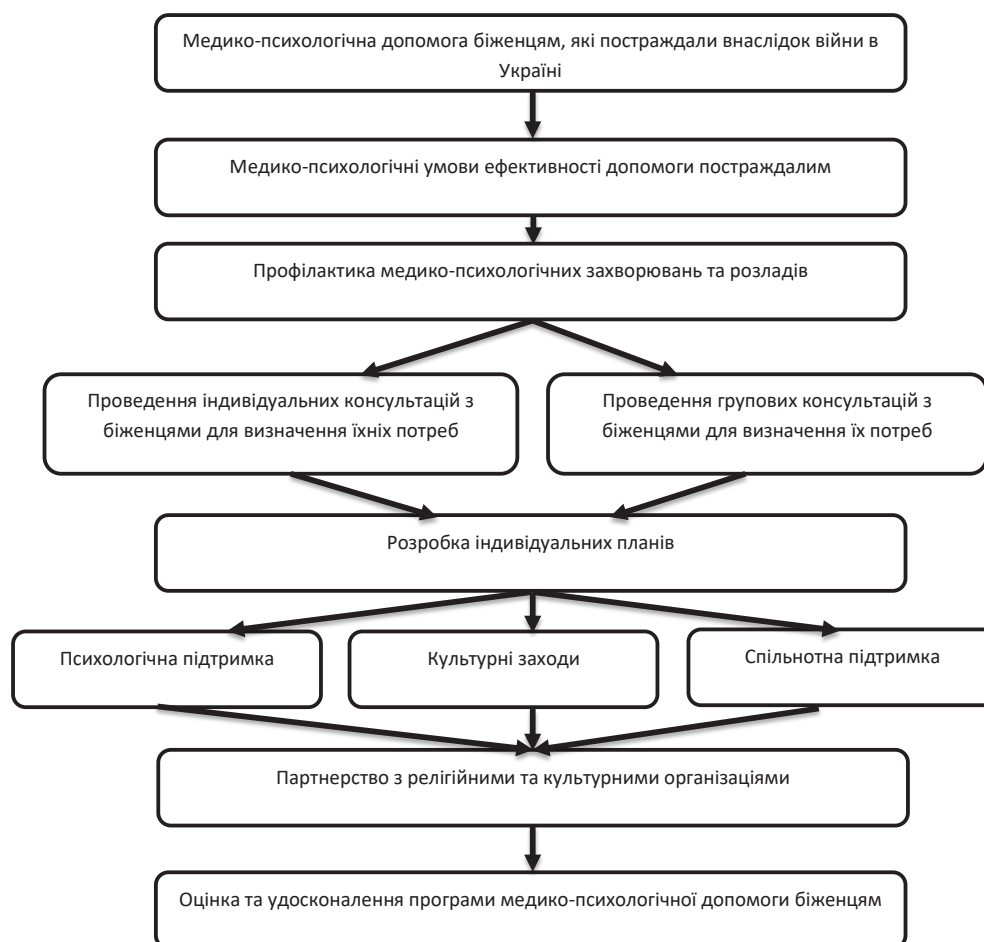 Медико-психологічна допомога біженцям, які постраждали внаслідок війни в
Україні
Медико-психологічні умови ефективності допомоги постраждалим
Профілактика медико-психологічних захворювань та розладів
Проведення індивідуальних консультацій з
біженцями для визначення їхніх потреб
Проведення групових консультацій з
біженцями для визначення їх потреб
Розробка індивідуальних планів
Психологічна підтримка
Культурні заходи
Спільнотна підтримка
Партнерство з релігійними та культурними організаціями
Оцінка та удосконалення програми медико-психологічної допомоги біженцям